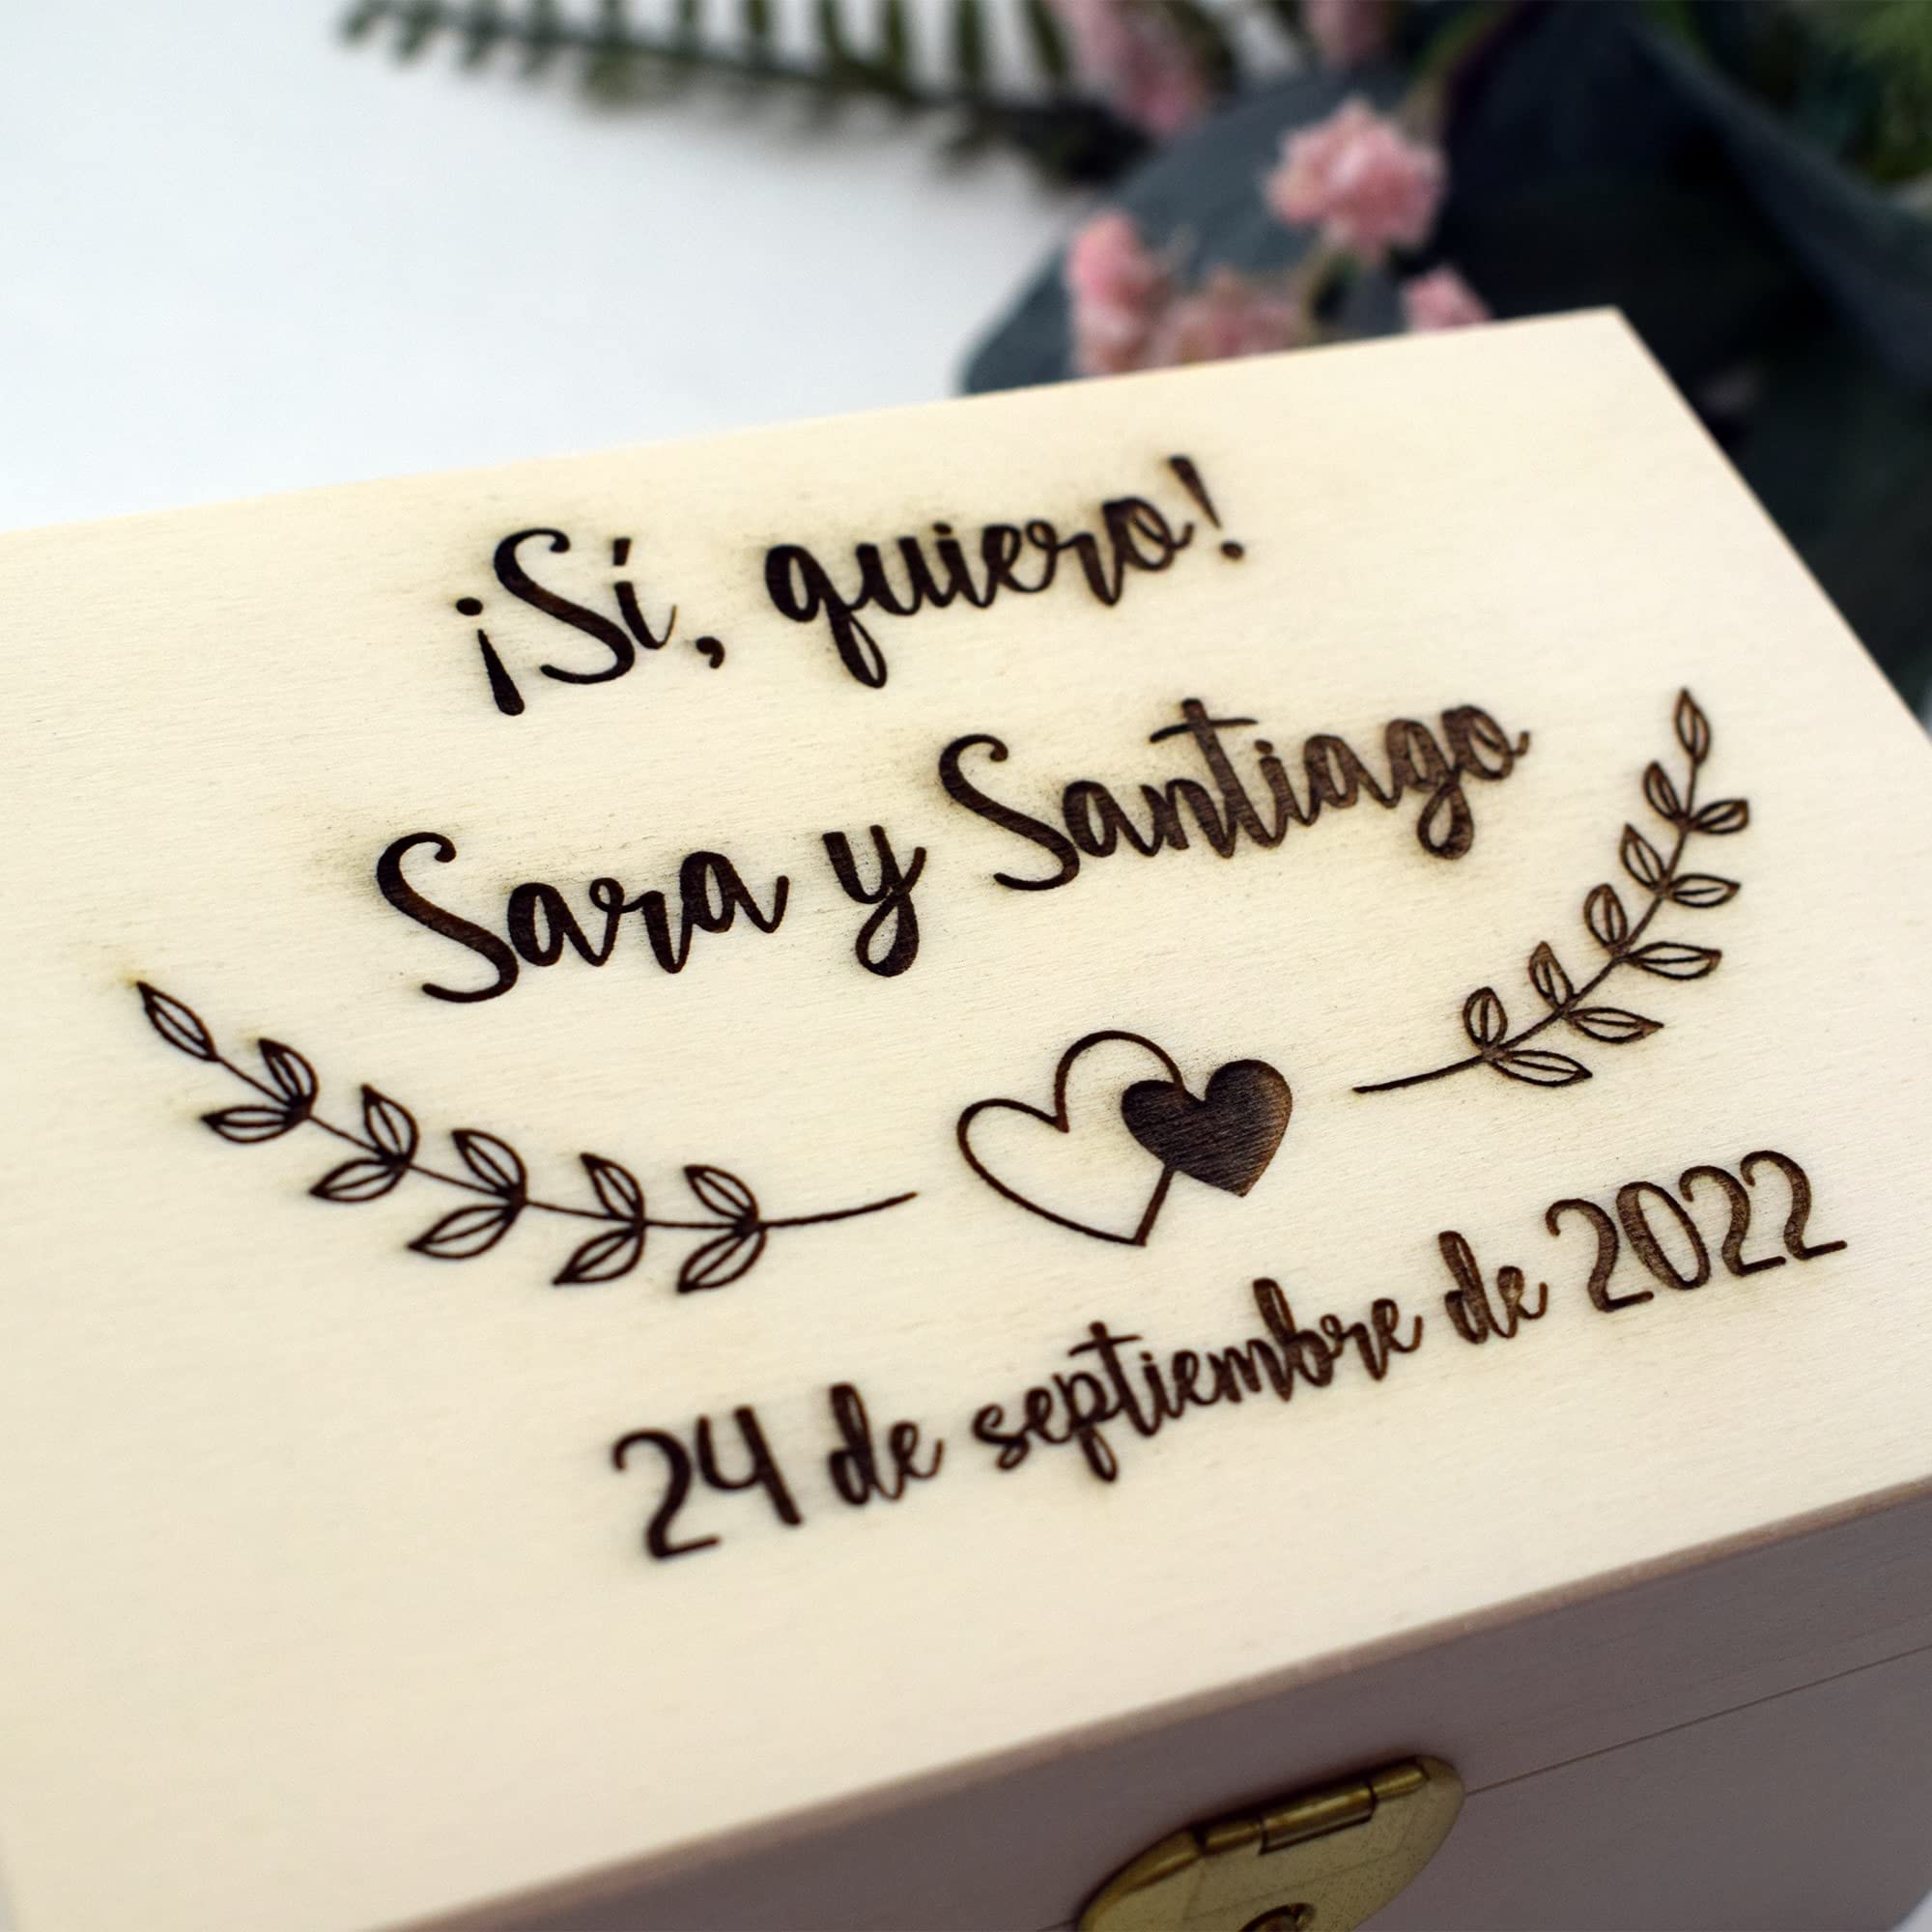 ¡Sí, quiero!
Sara y Santiago
24 de septiembre de 2022